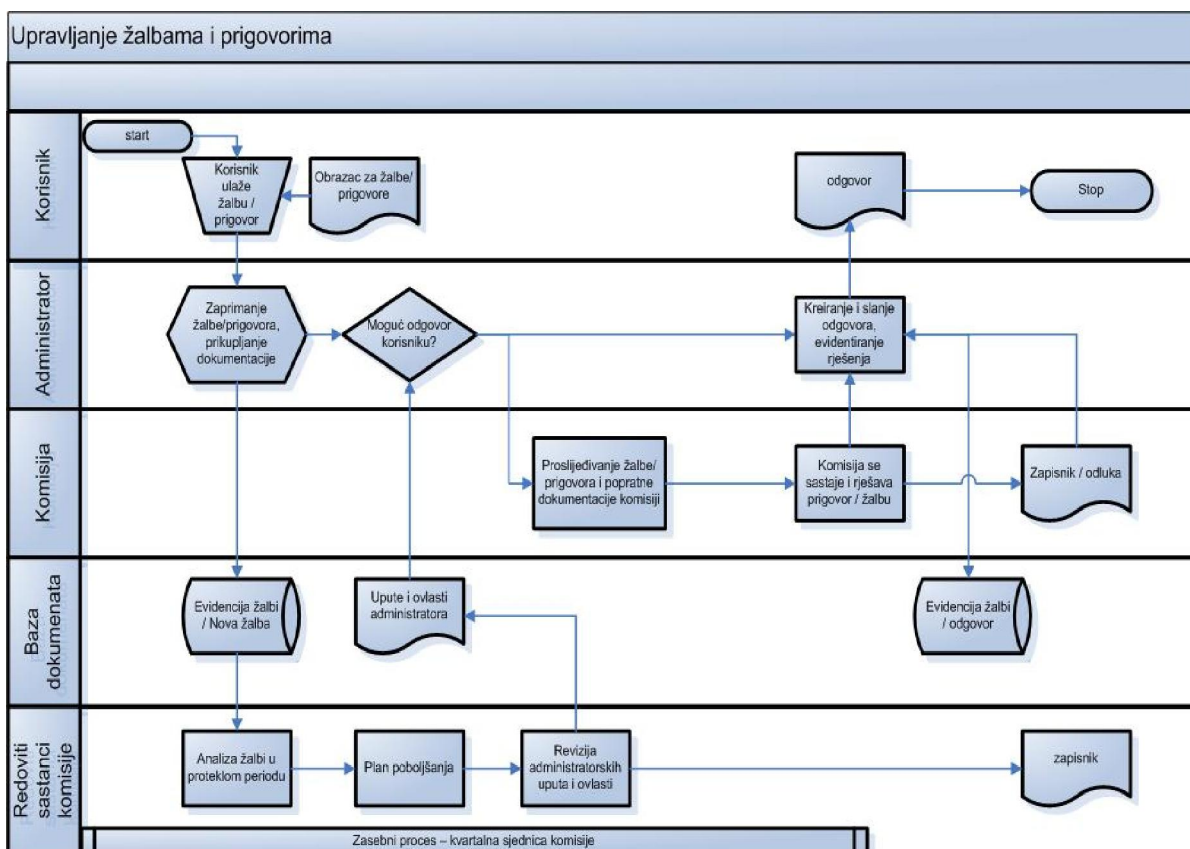 Upravljanje žalbama i prigovorima
Korisnik
start
Korisnik
ulaže
žalbu /
prigovor
Obrazac za žalbe/
prigovore
odgovor
Stop
Administrator
Zaprimanje
žalbe/prigovora,
prikupljanje
dokumentacije
Moguć odgovor
korisniku?
Kreiranje i slanje
odgovora,
evidentiranje
rješenja
Komisija
Proslijeđivanje žalbe/
prigovora i popratne
dokumentacije komisiji
Komisija se
sastaje i rješava
prigovor / žalbu
Zapisnik / odluka
Baza
dokumenata
Evidencija žalbi
/ Nova žalba
Upute i ovlasti
administratora
Evidencija žalbi
/ odgovor
Redoviti
sastanci
komisije
Analiza žalbi u
proteklom periodu
Plan poboljšanja
Revizija
administratorskih
uputa i ovlasti
zapisnik
Zasebni proces – kvartalna sjednica komisije